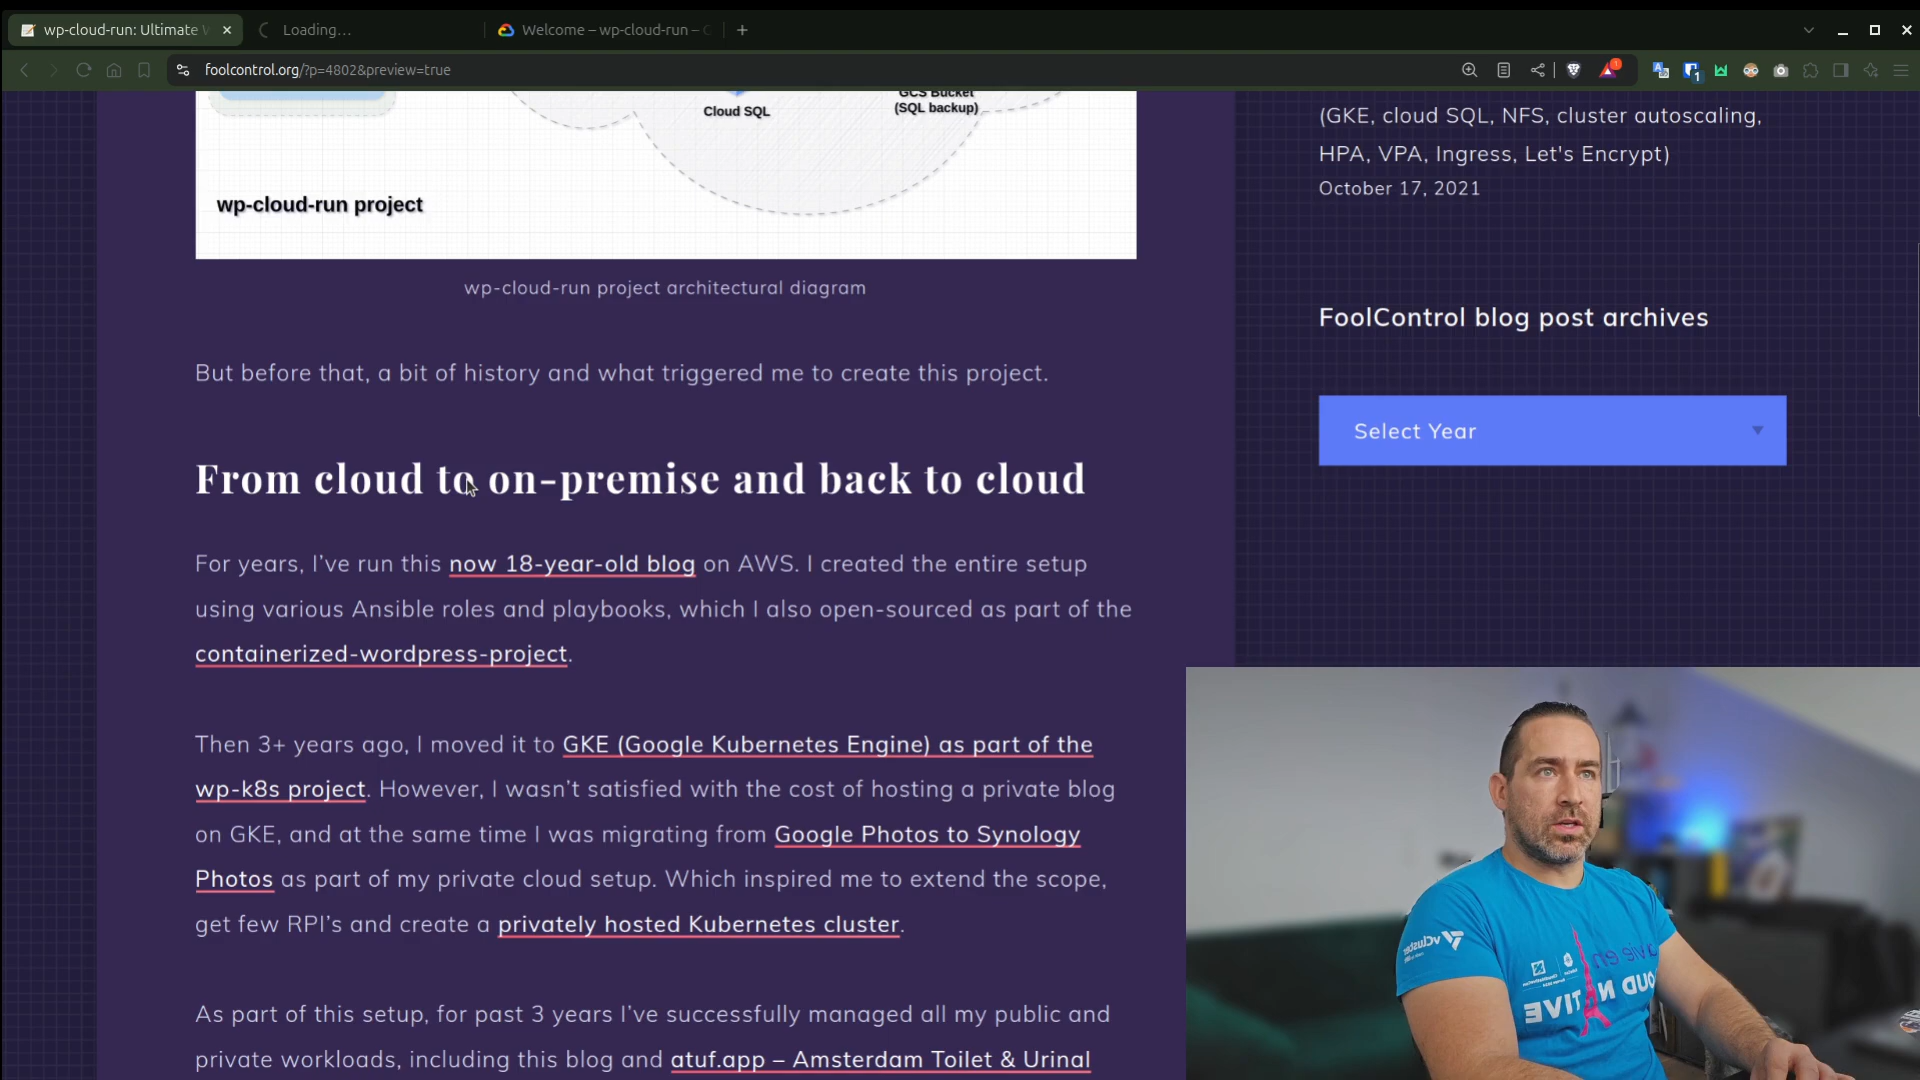 wp-cloud-run: Ultimate W
Loading...
Welcome – wp-cloud-run – C
foolcontrol.org/?p=4802&preview=true
1
1
Cloud SQL
GCS Bucket
(SQL backup)
wp-cloud-run project
wp-cloud-run project architectural diagram
But before that, a bit of history and what triggered me to create this project.
From cloud to on-premise and back to cloud
For years, I've run this now 18-year-old blog on AWS. I created the entire setup
using various Ansible roles and playbooks, which I also open-sourced as part of the
containerized-wordpress-project.
Then 3+ years ago, I moved it to GKE (Google Kubernetes Engine) as part of the
wp-k8s project. However, I wasn't satisfied with the cost of hosting a private blog
on GKE, and at the same time I was migrating from Google Photos to Synology
Photos as part of my private cloud setup. Which inspired me to extend the scope,
get few RPI's and create a privately hosted Kubernetes cluster.
As part of this setup, for past 3 years I've successfully managed all my public and
private workloads, including this blog and atuf.app – Amsterdam Toilet & Urinal
(GKE, cloud SQL, NFS, cluster autoscaling,
HPA, VPA, Ingress, Let's Encrypt)
October 17, 2021
FoolControl blog post archives
Select Year
vcluster
NATIVE